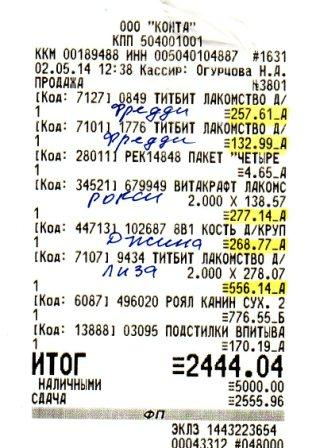 ООО "КОНТА"
КПП 504001001
ККМ 00189488 ИНН 005040104887 #1631
02.05.14 12:38 Кассир: Огурцова Н.А.
ПРОДАЖА №3801
[Код: 7127] 0849 ТИТБИТ ЛАКОМСТВО Д/
1 Фредди ≡257.61_А
[Код: 7101] 1776 ТИТБИТ ЛАКОМСТВО Д/
1 Фредди ≡132.99_А
[Код: 28011] РЕК14848 ПАКЕТ "ЧЕТЫРЕ
1 ≡4.65_А
[Код: 34521] 679949 ВИТАКРАФТ ЛАКОМС
рокси 2.000 X 138.57
1 ≡277.14_А
[Код: 44713] 102687 8В1 КОСТЬ Д/КРУП
1 Джина ≡268.77_А
[Код: 7107] 9434 ТИТБИТ ЛАКОМСТВО Д/
лиза 2.000 X 278.07
1 ≡556.14_А
[Код: 6087] 496020 РОЯЛ КАНИН СУХ. 2
1 ≡776.55_Б
[Код: 13888] 03095 ПОДСТИЛКИ ВПИТЫВА
1 ≡170.19_А
ИТОГ ≡2444.04
НАЛИЧНЫМИ ≡5000.00
СДАЧА ≡2555.96
ФП
ЭКЛЗ 1443223654
00043312 #048000